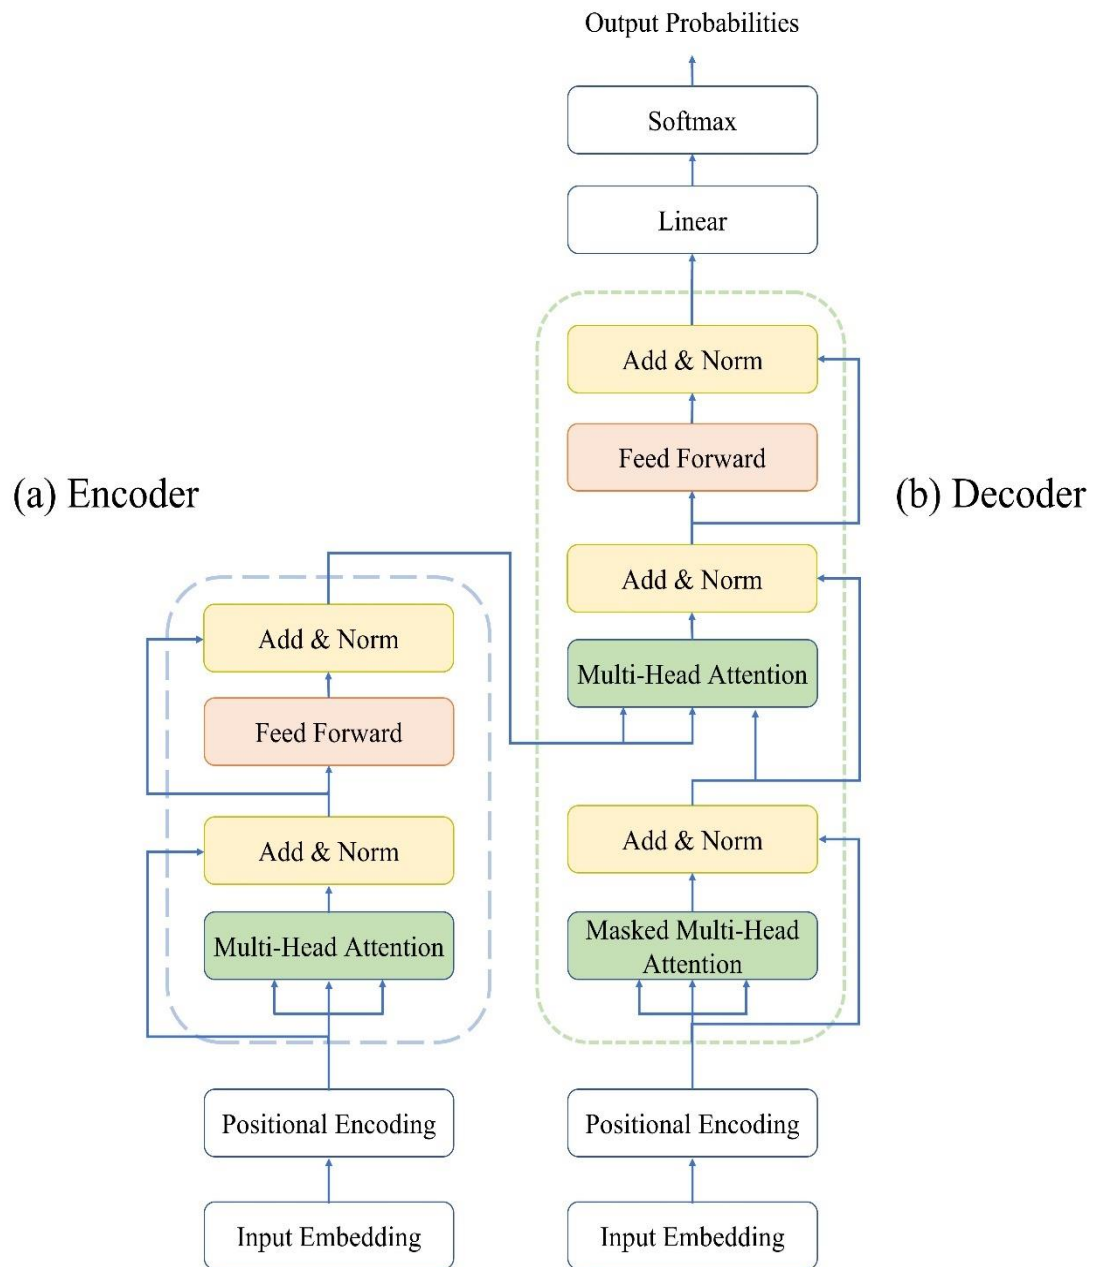 Output Probabilities
Softmax
Linear
Add & Norm
Feed Forward
(a) Encoder
(b) Decoder
Add & Norm
Add & Norm
Multi-Head Attention
Feed Forward
Add & Norm
Add & Norm
Multi-Head Attention
Masked Multi-Head
Attention
Positional Encoding
Positional Encoding
Input Embedding
Input Embedding